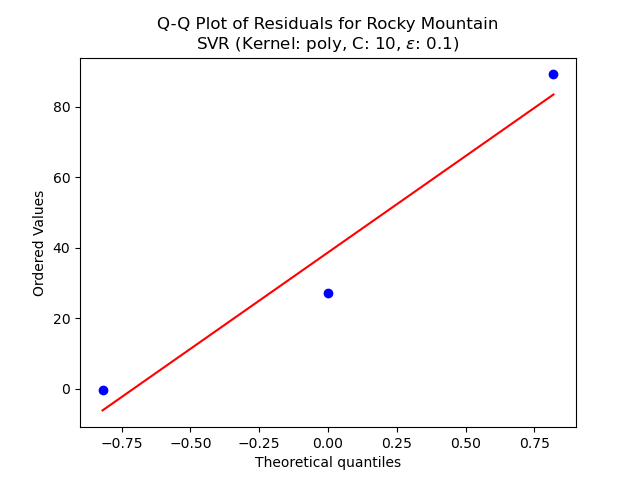 Q-Q Plot of Residuals for Rocky Mountain
SVR (Kernel: poly, C: 10, ε: 0.1)
Ordered Values
80
60
40
20
0
−0.75 −0.50 −0.25 0.00 0.25 0.50 0.75
Theoretical quantiles